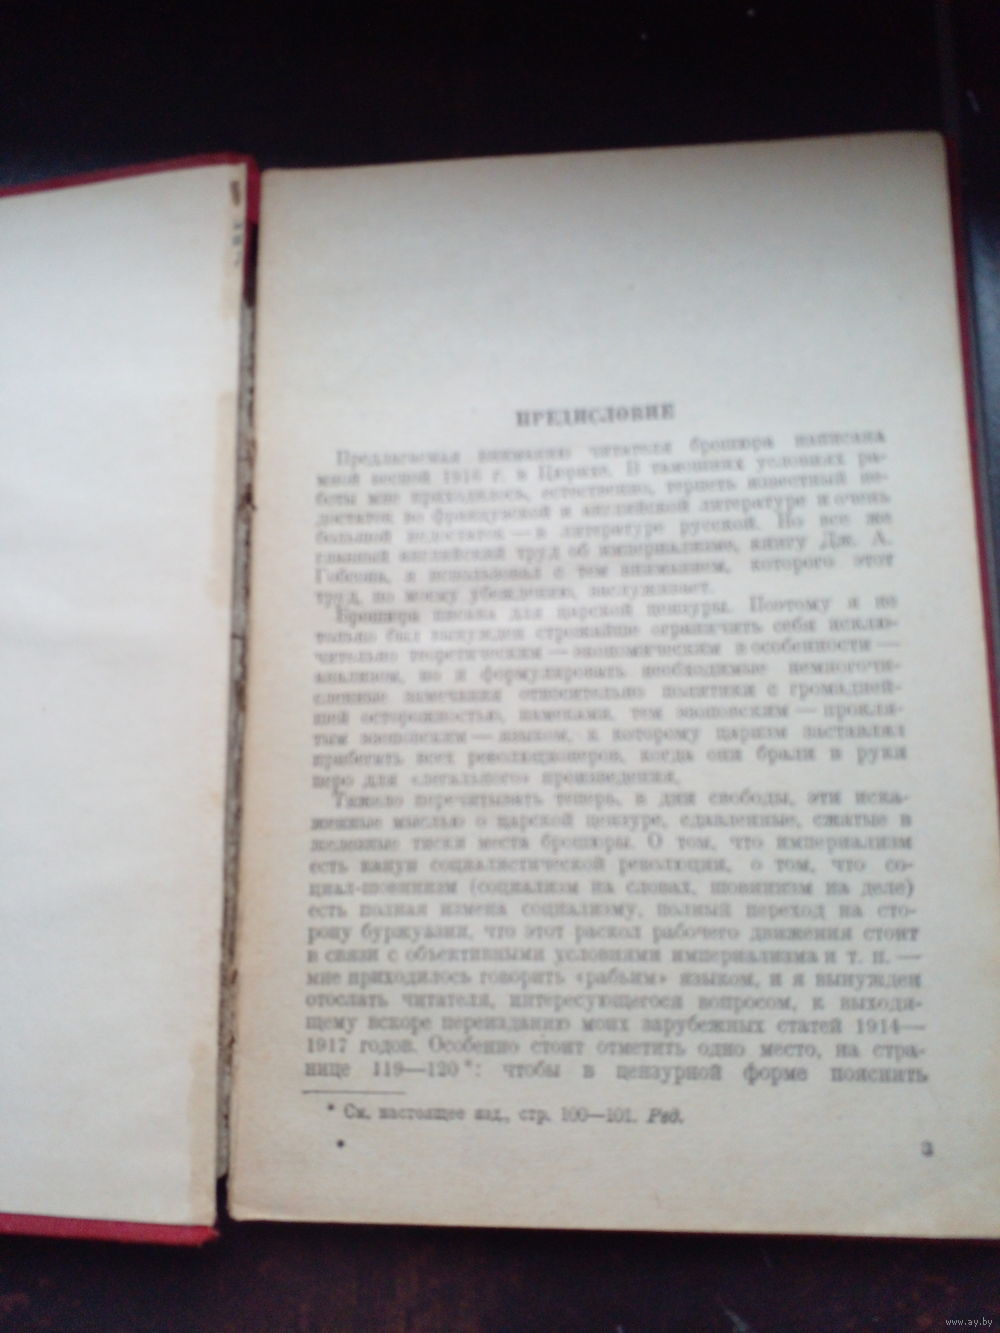 ПРЕДИСЛОВИЕ
Предлагаемая вниманию читателя брошюра написана
мной весной 1916 г. в Цюрихе. В тамошних условиях ра-
боты мне приходилось, естественно, терпеть известный не-
достаток во французской и английской литературе и очень
большой недостаток — в литературе русской. Но все же
главный английский труд об империализме, книгу Дж. А.
Гобсона, я использовал с тем вниманием, которого этот
труд, по моему убеждению, заслуживает.
Брошюра писана для царской цензуры. Поэтому я не
только был вынужден строжайше ограничить себя исклю-
чительно теоретическим — экономическим в особенности —
анализом, но и формулировать необходимые немногочи-
сленные замечания относительно политики с громадней-
шей осторожностью, намеками, тем эзоповским — прокля-
тым эзоповским — языком, к которому царизм заставлял
прибегать всех революционеров, когда они брали в руки
перо для «легального» произведения.
Тяжело перечитывать теперь, в дни свободы, эти иска-
женные мыслью о царской цензуре, сдавленные, сжатые в
железные тиски места брошюры. О том, что империализм
есть канун социалистической революции, о том, что со-
циал-шовинизм (социализм на словах, шовинизм на деле)
есть полная измена социализму, полный переход на сто-
рону буржуазии, что этот раскол рабочего движения стоит
в связи с объективными условиями империализма и т. п. —
мне приходилось говорить «рабьим» языком, и я вынужден
отослать читателя, интересующегося вопросом, к выходя-
щему вскоре переизданию моих зарубежных статей 1914—
1917 годов. Особенно стоит отметить одно место, на стра-
нице 119—120*: чтобы в цензурной форме пояснить
* См. настоящее изд., стр. 100—101. Ред.
*
3
www.ay.by